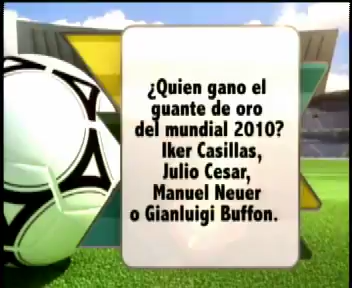 ¿Quien gano el
guante de oro
del mundial 2010?
Iker Casillas,
Julio Cesar,
Manuel Neuer
o Gianluigi Buffon.